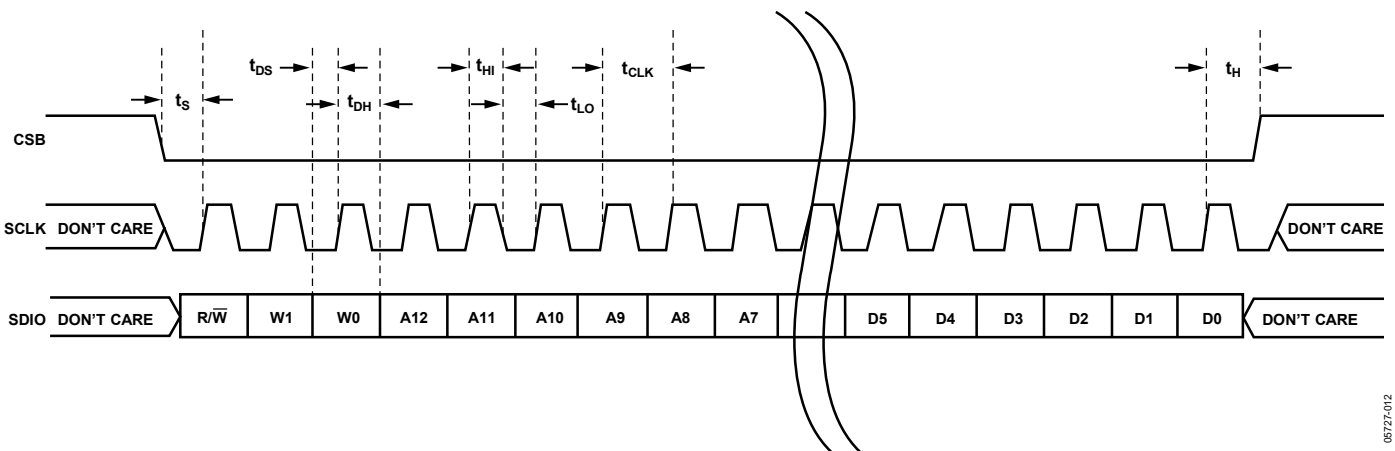 tDS
tHI
tCLK
tH
tS
tDH
tLO
CSB
SCLK DON'T CARE
DON'T CARE
SDIO DON'T CARE
R/W̅ W1 W0 A12 A11 A10 A9 A8 A7 D5 D4 D3 D2 D1 D0
DON'T CARE
05727-012